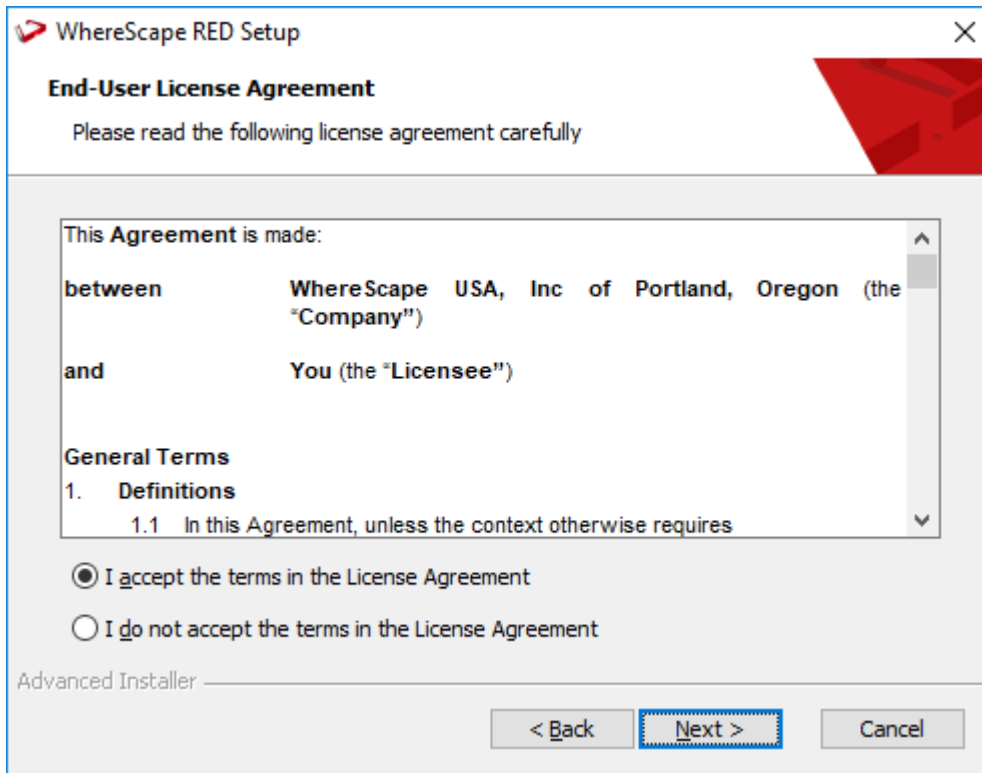 WhereScape RED Setup
End-User License Agreement
Please read the following license agreement carefully
This Agreement is made:
between WhereScape USA, Inc of Portland, Oregon (the
“Company”)
and You (the “Licensee”)
General Terms
1. Definitions
1.1 In this Agreement, unless the context otherwise requires
I accept the terms in the License Agreement
I do not accept the terms in the License Agreement
Advanced Installer
< Back Next > Cancel